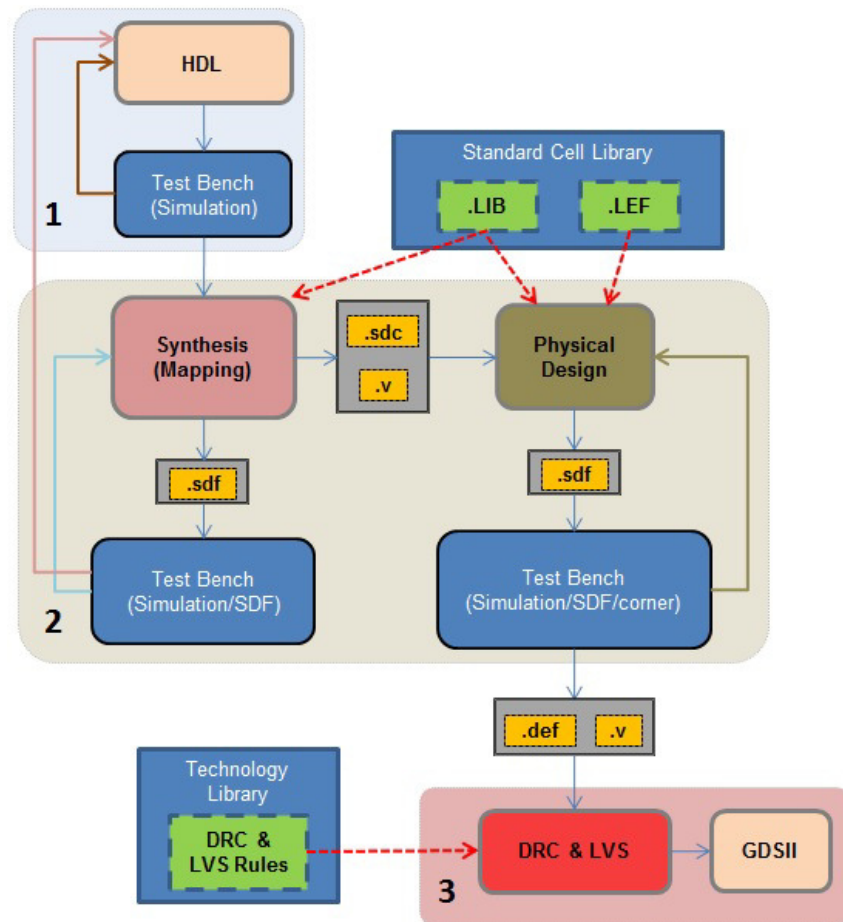 HDL
Test Bench
(Simulation)
1
Standard Cell Library
.LIB
.LEF
Synthesis
(Mapping)
.sdc
.v
Physical
Design
.sdf
.sdf
Test Bench
(Simulation/SDF)
2
Test Bench
(Simulation/SDF/corner)
.def
.v
Technology
Library
DRC &
LVS Rules
DRC & LVS
GDSII
3